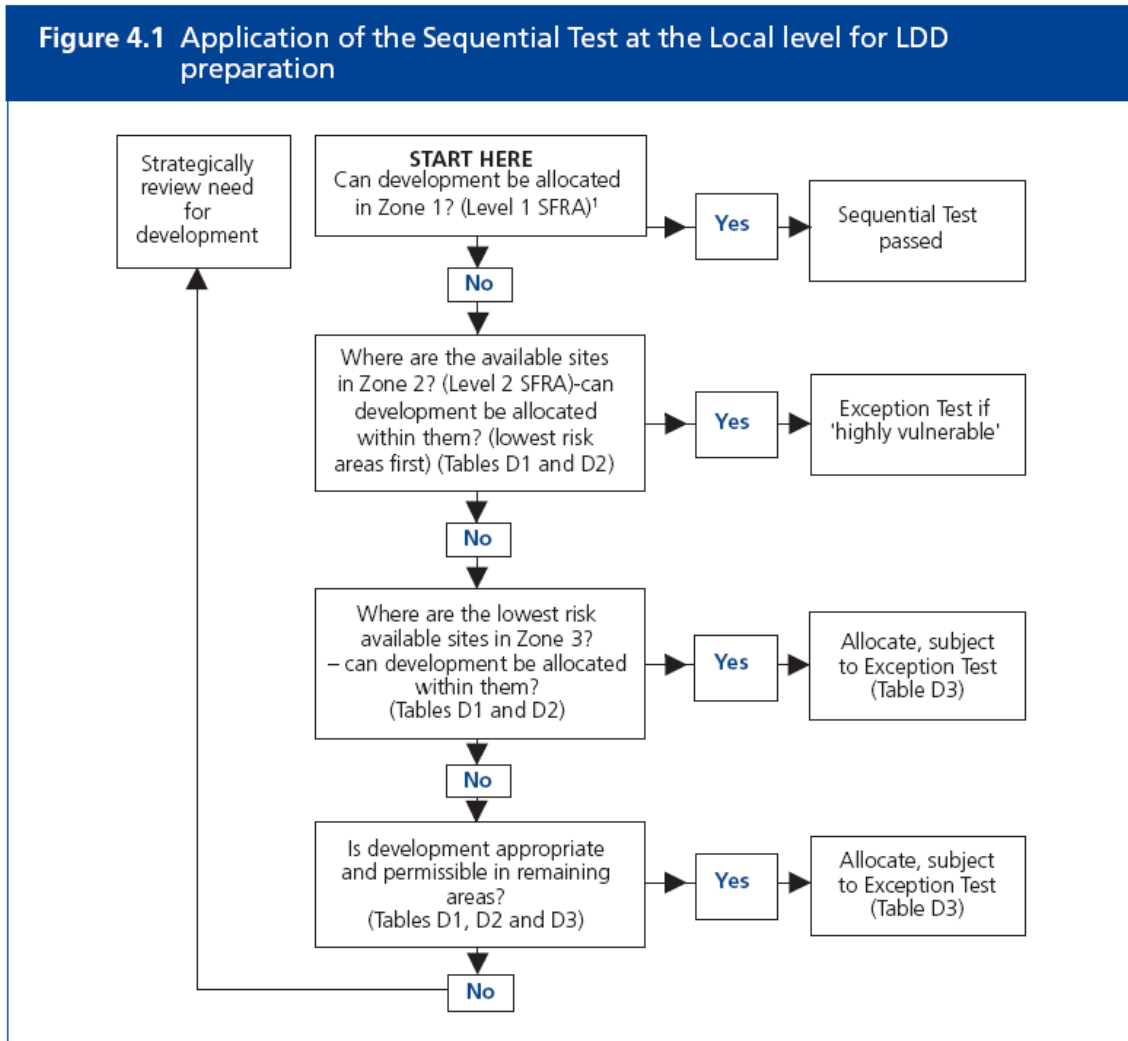 Figure 4.1 Application of the Sequential Test at the Local level for LDD
preparation
Strategically
review need
for
development
START HERE
Can development be allocated
in Zone 1? (Level 1 SFRA)¹
Yes
Sequential Test
passed
No
Where are the available sites
in Zone 2? (Level 2 SFRA)-can
development be allocated
within them? (lowest risk
areas first) (Tables D1 and D2)
Yes
Exception Test if
'highly vulnerable'
No
Where are the lowest risk
available sites in Zone 3?
– can development be allocated
within them?
(Tables D1 and D2)
Yes
Allocate, subject
to Exception Test
(Table D3)
No
Is development appropriate
and permissible in remaining
areas?
(Tables D1, D2 and D3)
Yes
Allocate, subject
to Exception Test
(Table D3)
No